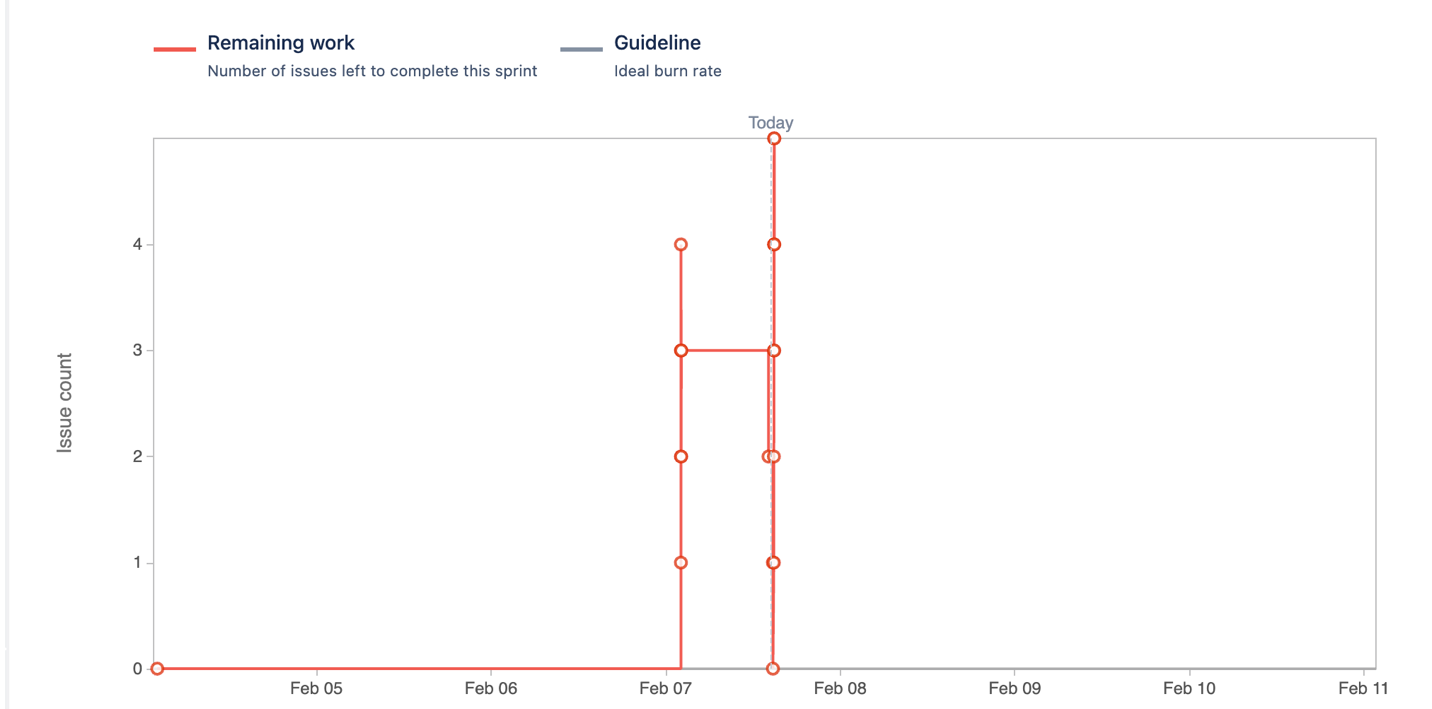 Remaining work
Number of issues left to complete this sprint
Guideline
Ideal burn rate
Today
4
3
2
1
0
Issue count
Feb 05
Feb 06
Feb 07
Feb 08
Feb 09
Feb 10
Feb 11